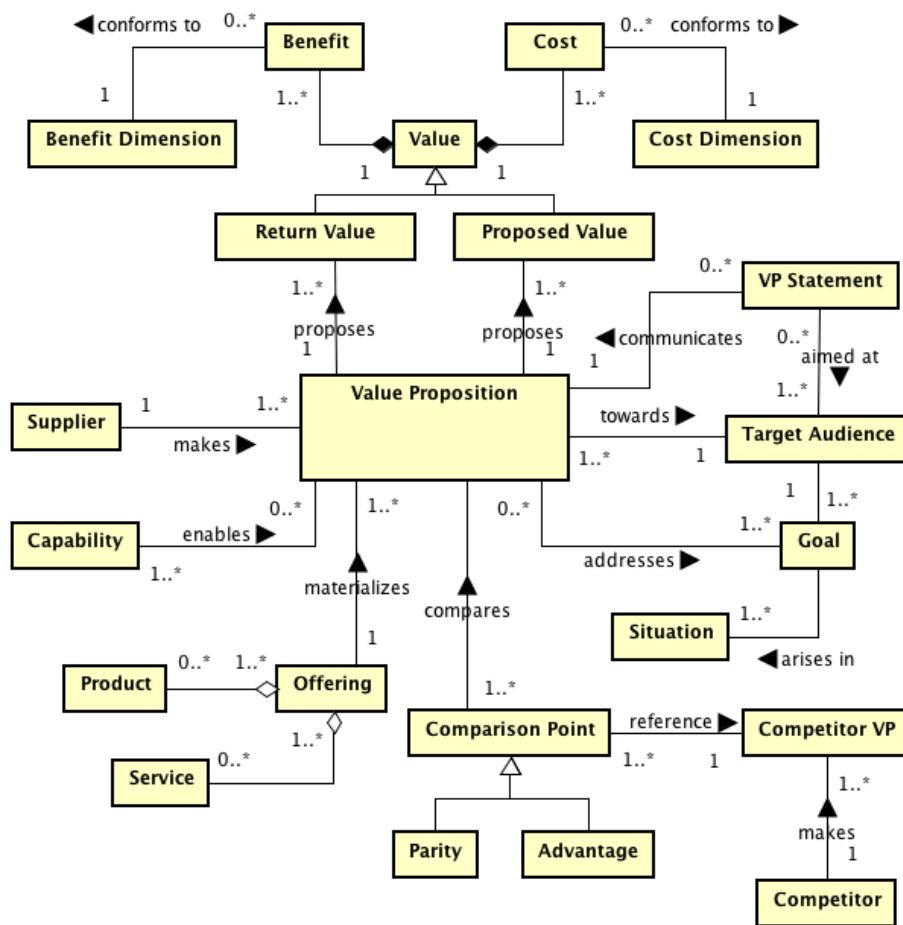 conforms to 0..* Benefit Cost 0..* conforms to
1 1..* 1..* 1
Benefit Dimension Value Cost Dimension
1 1
Return Value Proposed Value
1..* 1..* 0..* VP Statement
proposes proposes communicates 0..*
1 1 1 aimed at
Value Proposition 1..*
Supplier 1 1..* towards Target Audience
makes 1..* 1
0..* 1..* 0..* 1 1..*
Capability enables 1..* Goal
1..* materializes addresses
compares
Situation 1..*
1 arises in
Product 0..* 1..* Offering
1..*
Comparison Point reference Competitor VP
1..* 1..* 1
Service 0..*
1..*
makes
Parity Advantage 1
Competitor